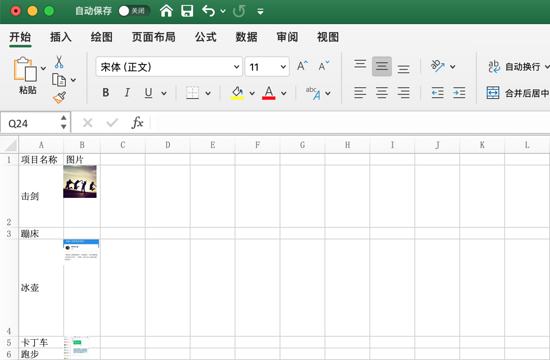 自动保存 关闭
开始 插入 绘图 页面布局 公式 数据 审阅 视图
粘贴
宋体 (正文) 11 A A
B I U A abc A
ab 自动换行
合并后居中
Q24 fx
A B C D E F G H I J K L
1 项目名称 图片
2 击剑
3 蹦床
4 冰壶
5 卡丁车
6 跑步